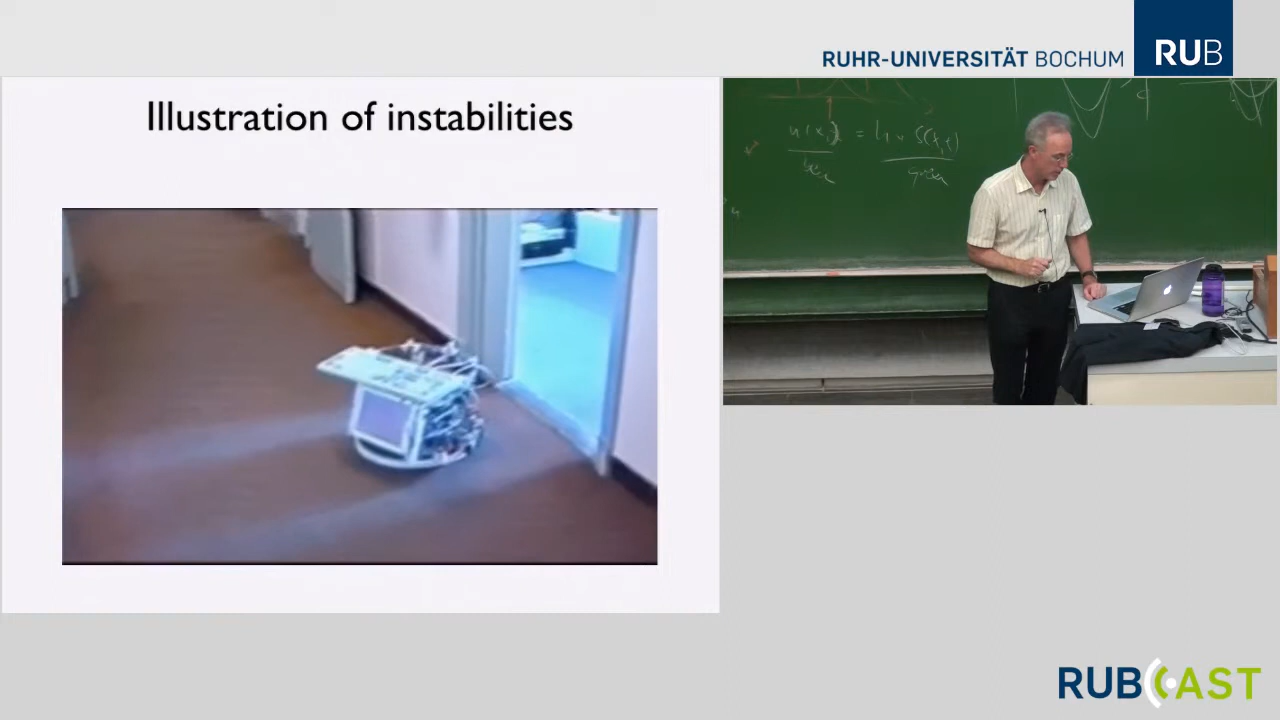 RUHR-UNIVERSITÄT BOCHUM
RUB
Illustration of instabilities
RUBCAST